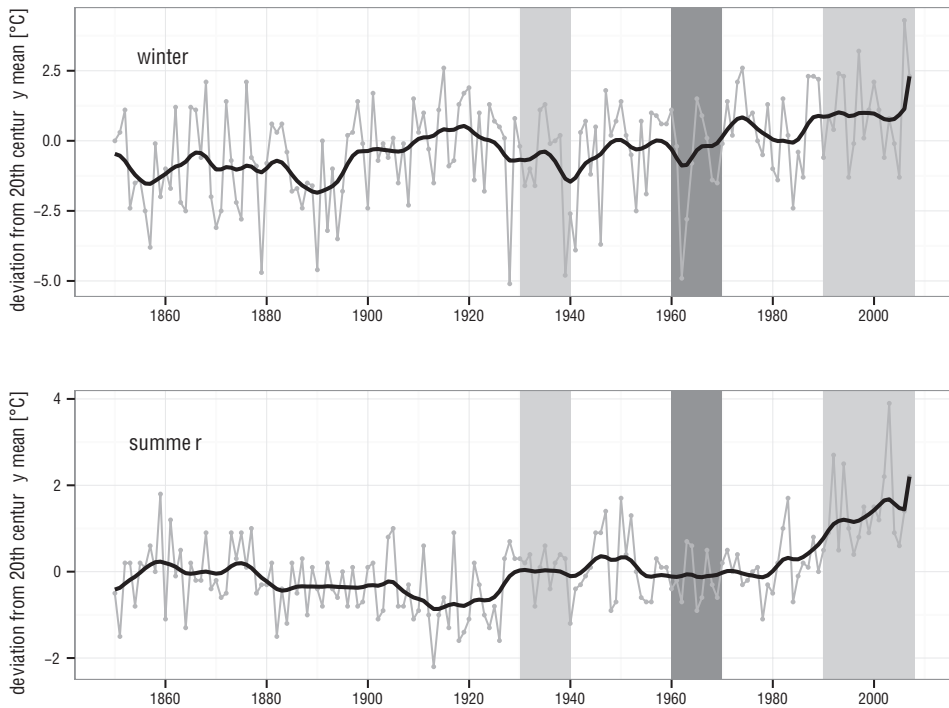 deviation from 20th centur y mean [°C]
winter
2.5
0.0
−2.5
−5.0
1860 1880 1900 1920 1940 1960 1980 2000
deviation from 20th centur y mean [°C]
summe r
4
2
0
−2
1860 1880 1900 1920 1940 1960 1980 2000